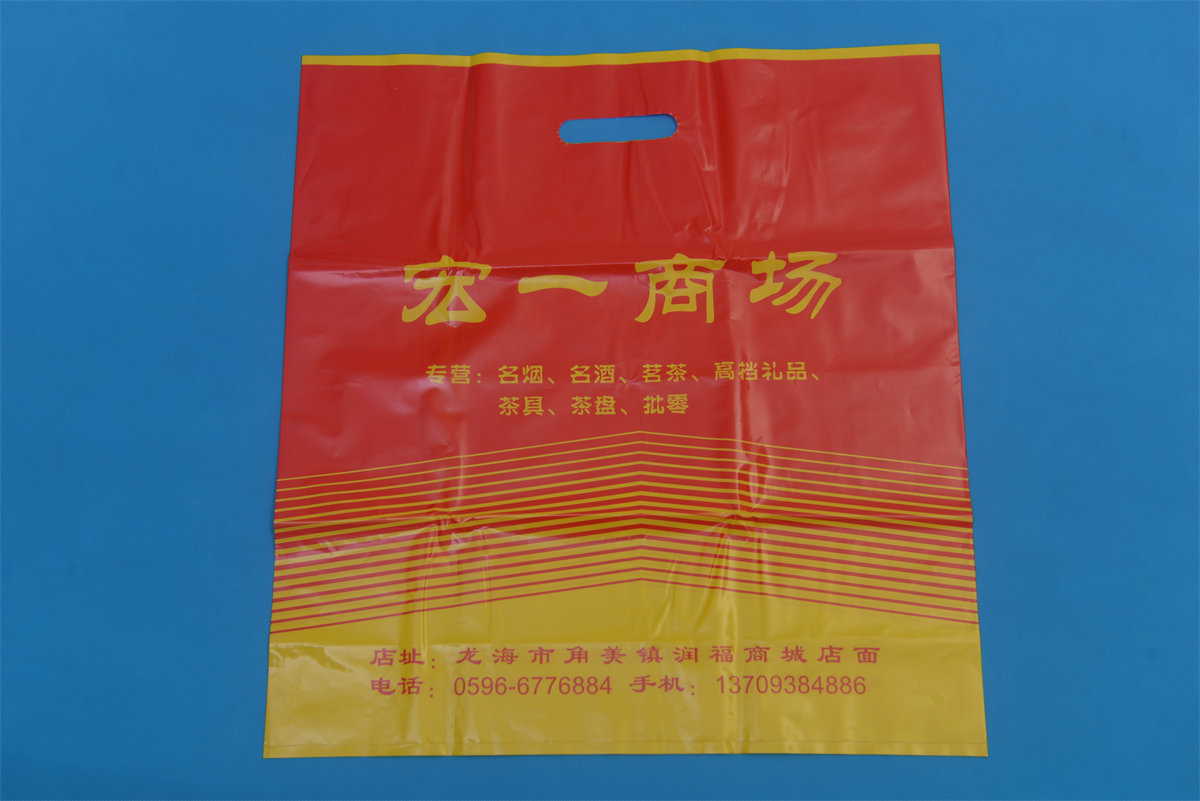 宏一商场
专营：名烟、名酒、茗茶、高档礼品、
茶具、茶盘、批零
店址：龙海市角美镇润福商城店面
电话：0596-6776884 手机：13709384886